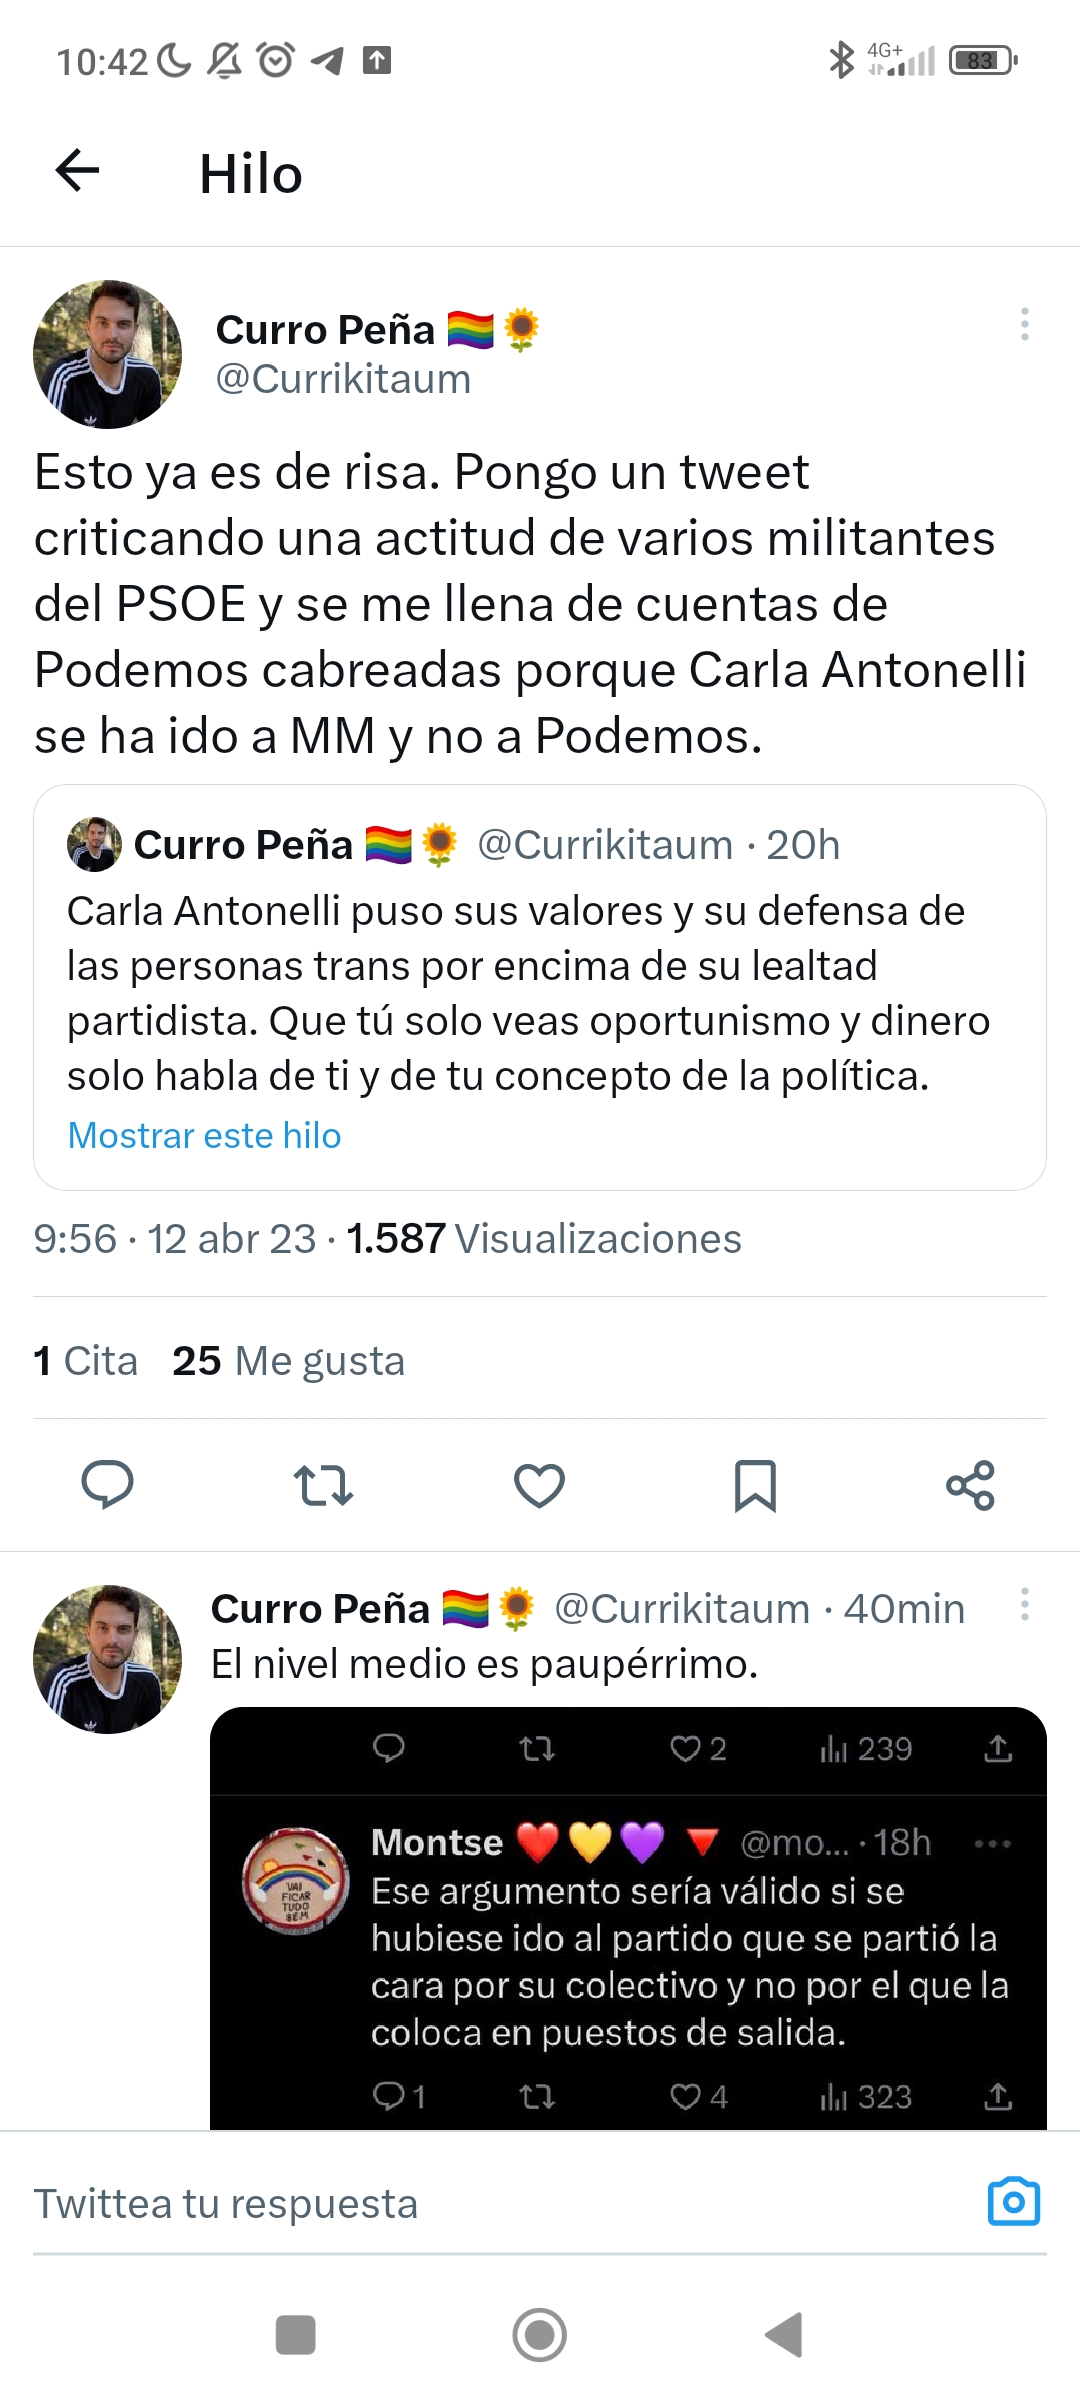 10:42
4G+
83
Hilo
Curro Peña 🏳️‍🌈🌻
@Currikitaum
Esto ya es de risa. Pongo un tweet
criticando una actitud de varios militantes
del PSOE y se me llena de cuentas de
Podemos cabreadas porque Carla Antonelli
se ha ido a MM y no a Podemos.
Curro Peña 🏳️‍🌈🌻 @Currikitaum · 20h
Carla Antonelli puso sus valores y su defensa de
las personas trans por encima de su lealtad
partidista. Que tú solo veas oportunismo y dinero
solo habla de ti y de tu concepto de la política.
Mostrar este hilo
9:56 · 12 abr 23 · 1.587 Visualizaciones
1 Cita 25 Me gusta
Curro Peña 🏳️‍🌈🌻 @Currikitaum · 40min
El nivel medio es paupérrimo.
2 239
Montse ❤️💛💜🔻 @mo... · 18h
VAI
FICAR
TUDO
BEM
Ese argumento sería válido si se
hubiese ido al partido que se partió la
cara por su colectivo y no por el que la
coloca en puestos de salida.
1 4 323
Twittea tu respuesta